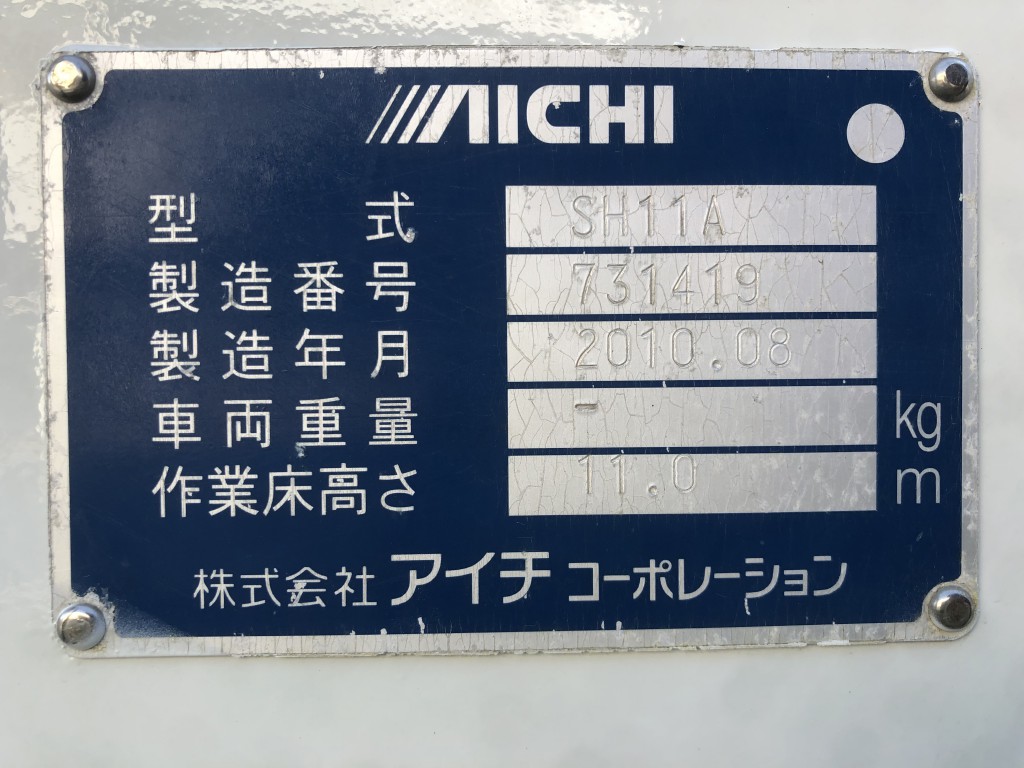 AICHI
型式 SH11A
製造番号 731419
製造年月 2010.08
車両重量 - kg
作業床高さ 11.0 m
株式会社アイチコーポレーション